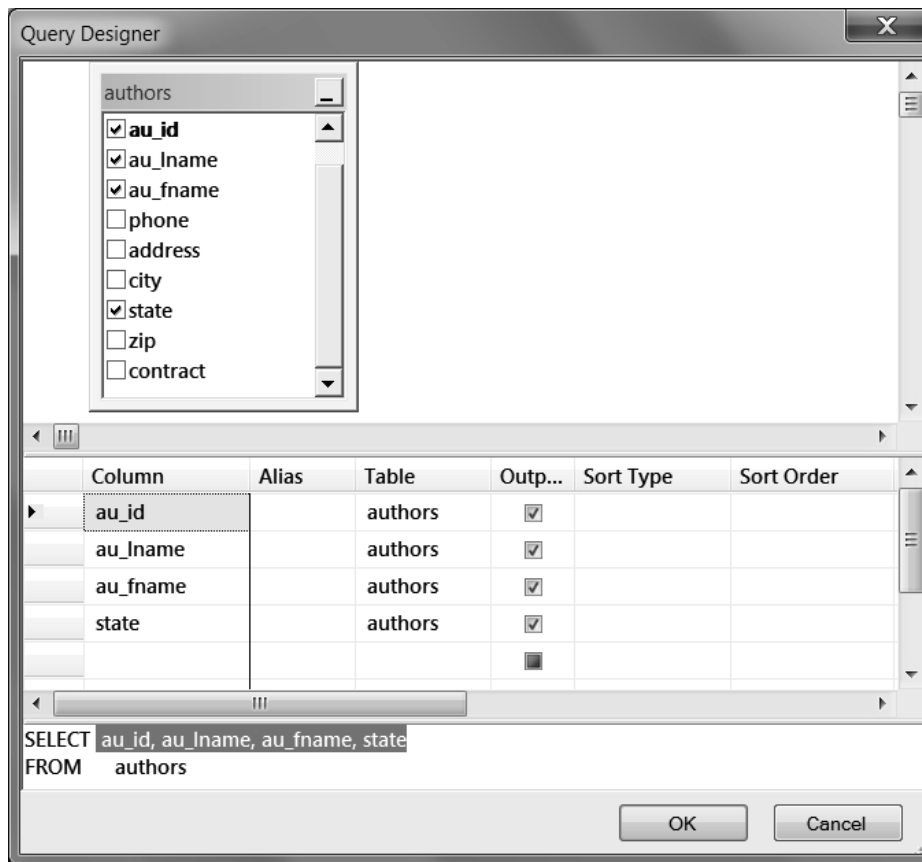 Query Designer
authors
au_id
au_lname
au_fname
phone
address
city
state
zip
contract
Column Alias Table Outp... Sort Type Sort Order
au_id authors
au_lname authors
au_fname authors
state authors
SELECT au_id, au_lname, au_fname, state
FROM authors
OK Cancel